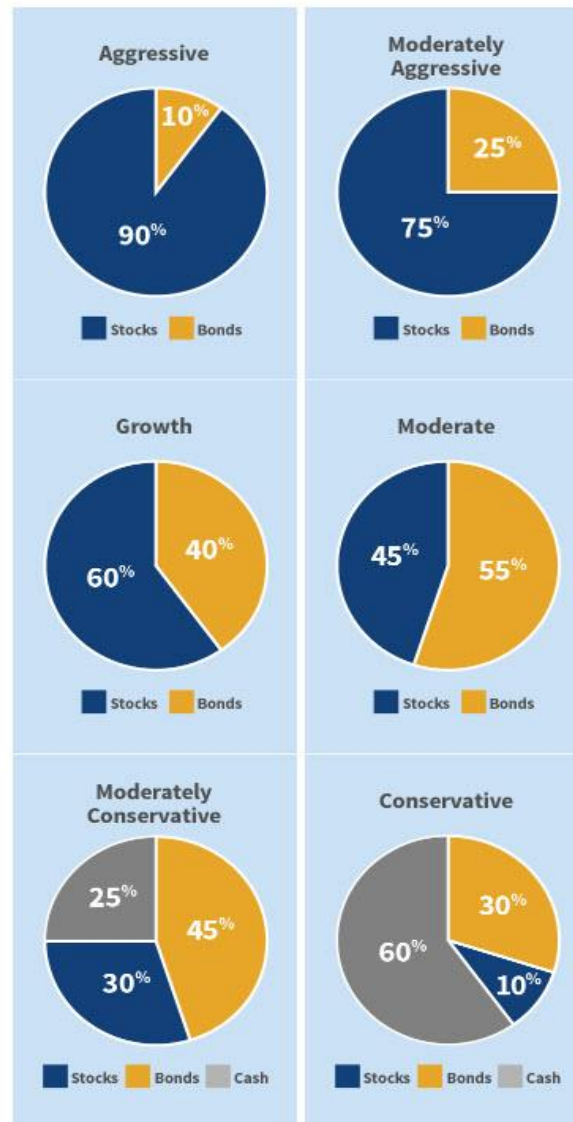 Aggressive
10%
90%
Stocks Bonds
Moderately
Aggressive
25%
75%
Stocks Bonds
Growth
40%
60%
Stocks Bonds
Moderate
45%
55%
Stocks Bonds
Moderately
Conservative
25%
45%
30%
Stocks Bonds Cash
Conservative
30%
60%
10%
Stocks Bonds Cash